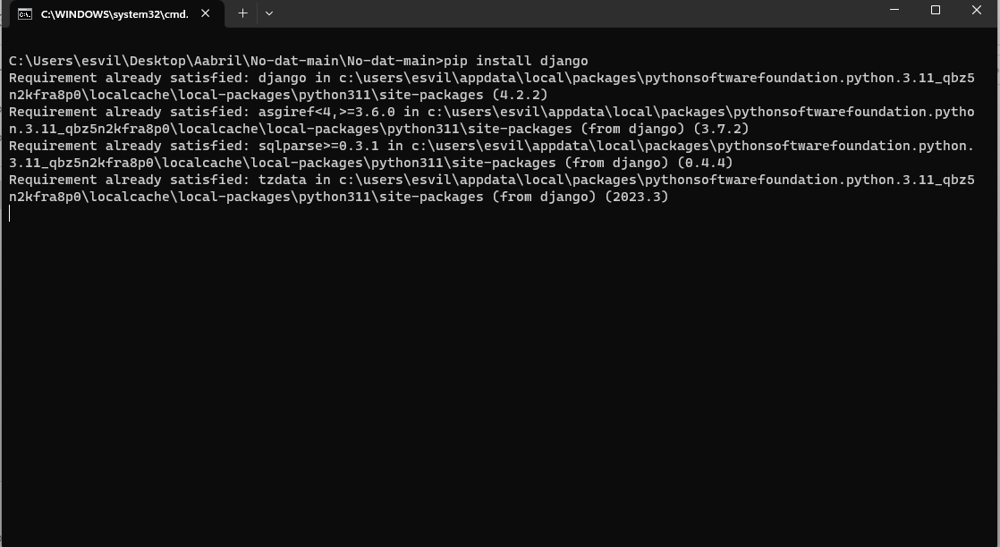 C:\WINDOWS\system32\cmd.
C:\Users\esvil\Desktop\Aabril\No-dat-main\No-dat-main>pip install django
Requirement already satisfied: django in c:\users\esvil\appdata\local\packages\pythonsoftwarefoundation.python.3.11_qbz5
n2kfra8p0\localcache\local-packages\python311\site-packages (4.2.2)
Requirement already satisfied: asgiref<4,>=3.6.0 in c:\users\esvil\appdata\local\packages\pythonsoftwarefoundation.pytho
n.3.11_qbz5n2kfra8p0\localcache\local-packages\python311\site-packages (from django) (3.7.2)
Requirement already satisfied: sqlparse>=0.3.1 in c:\users\esvil\appdata\local\packages\pythonsoftwarefoundation.python.
3.11_qbz5n2kfra8p0\localcache\local-packages\python311\site-packages (from django) (0.4.4)
Requirement already satisfied: tzdata in c:\users\esvil\appdata\local\packages\pythonsoftwarefoundation.python.3.11_qbz5
n2kfra8p0\localcache\local-packages\python311\site-packages (from django) (2023.3)